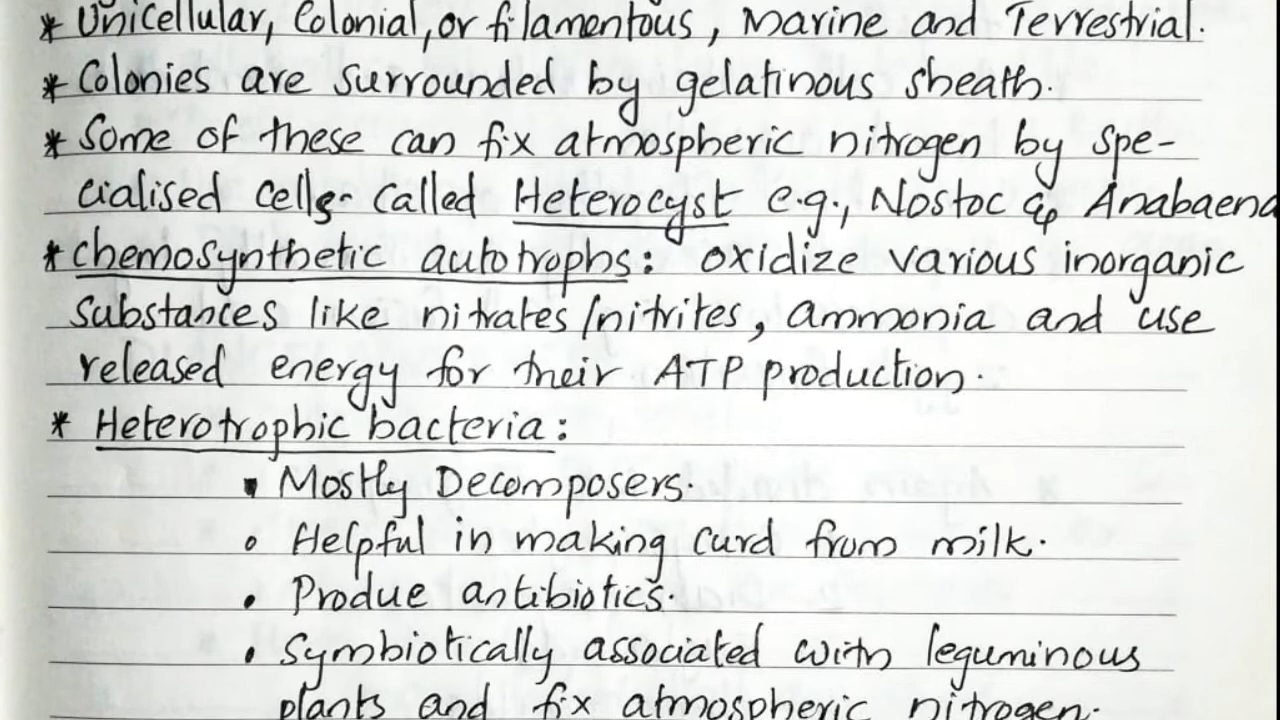 * Unicellular, Colonial, or filamentous, Marine and Terrestrial.
* Colonies are surrounded by gelatinous sheath.
* Some of these can fix atmospheric nitrogen by spe-
cialised cells called Heterocyst e.g., Nostoc & Anabaena
* Chemosynthetic autotrophs: oxidize various inorganic
substances like nitrates/nitrites, ammonia and use
released energy for their ATP production.
* Heterotrophic bacteria:
• Mostly Decomposers.
• Helpful in making curd from milk.
• Produe antibiotics.
• Symbiotically associated with leguminous
plants and fix atmospheric nitrogen.